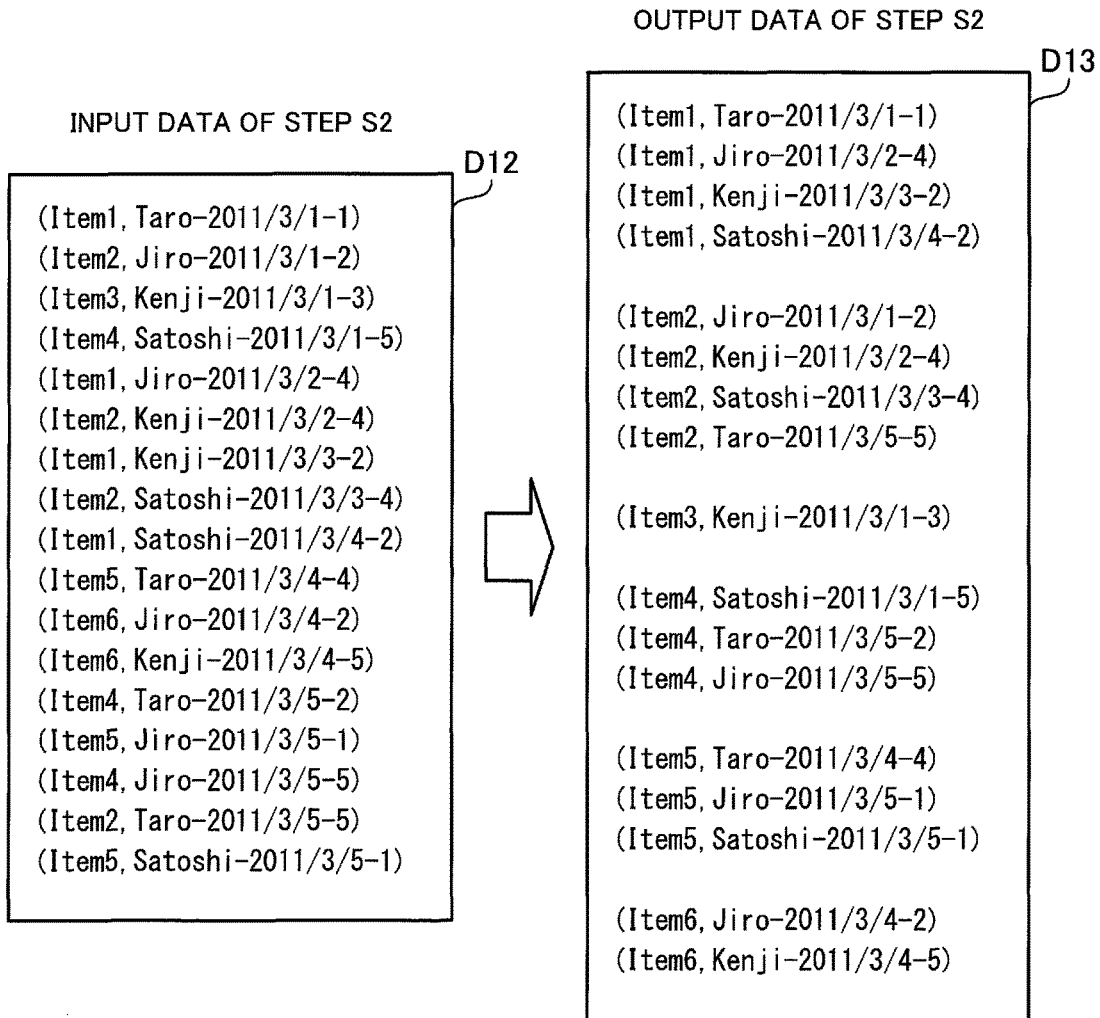 INPUT DATA OF STEP S2
D12
(Item1, Taro-2011/3/1-1)
(Item2, Jiro-2011/3/1-2)
(Item3, Kenji-2011/3/1-3)
(Item4, Satoshi-2011/3/1-5)
(Item1, Jiro-2011/3/2-4)
(Item2, Kenji-2011/3/2-4)
(Item1, Kenji-2011/3/3-2)
(Item2, Satoshi-2011/3/3-4)
(Item1, Satoshi-2011/3/4-2)
(Item5, Taro-2011/3/4-4)
(Item6, Jiro-2011/3/4-2)
(Item6, Kenji-2011/3/4-5)
(Item4, Taro-2011/3/5-2)
(Item5, Jiro-2011/3/5-1)
(Item4, Jiro-2011/3/5-5)
(Item2, Taro-2011/3/5-5)
(Item5, Satoshi-2011/3/5-1)
OUTPUT DATA OF STEP S2
D13
(Item1, Taro-2011/3/1-1)
(Item1, Jiro-2011/3/2-4)
(Item1, Kenji-2011/3/3-2)
(Item1, Satoshi-2011/3/4-2)
(Item2, Jiro-2011/3/1-2)
(Item2, Kenji-2011/3/2-4)
(Item2, Satoshi-2011/3/3-4)
(Item2, Taro-2011/3/5-5)
(Item3, Kenji-2011/3/1-3)
(Item4, Satoshi-2011/3/1-5)
(Item4, Taro-2011/3/5-2)
(Item4, Jiro-2011/3/5-5)
(Item5, Taro-2011/3/4-4)
(Item5, Jiro-2011/3/5-1)
(Item5, Satoshi-2011/3/5-1)
(Item6, Jiro-2011/3/4-2)
(Item6, Kenji-2011/3/4-5)